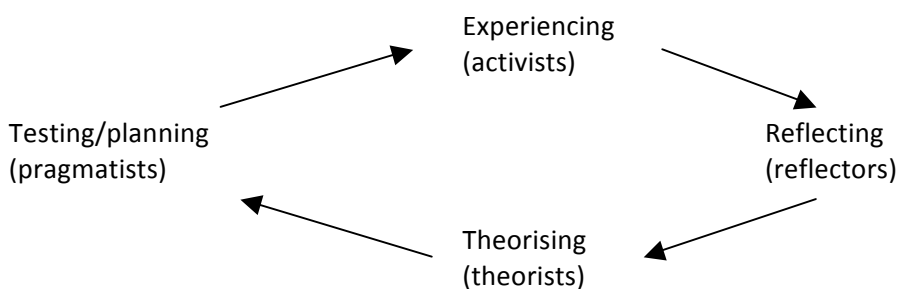 Experiencing
(activists)
Testing/planning
(pragmatists)
Reflecting
(reflectors)
Theorising
(theorists)